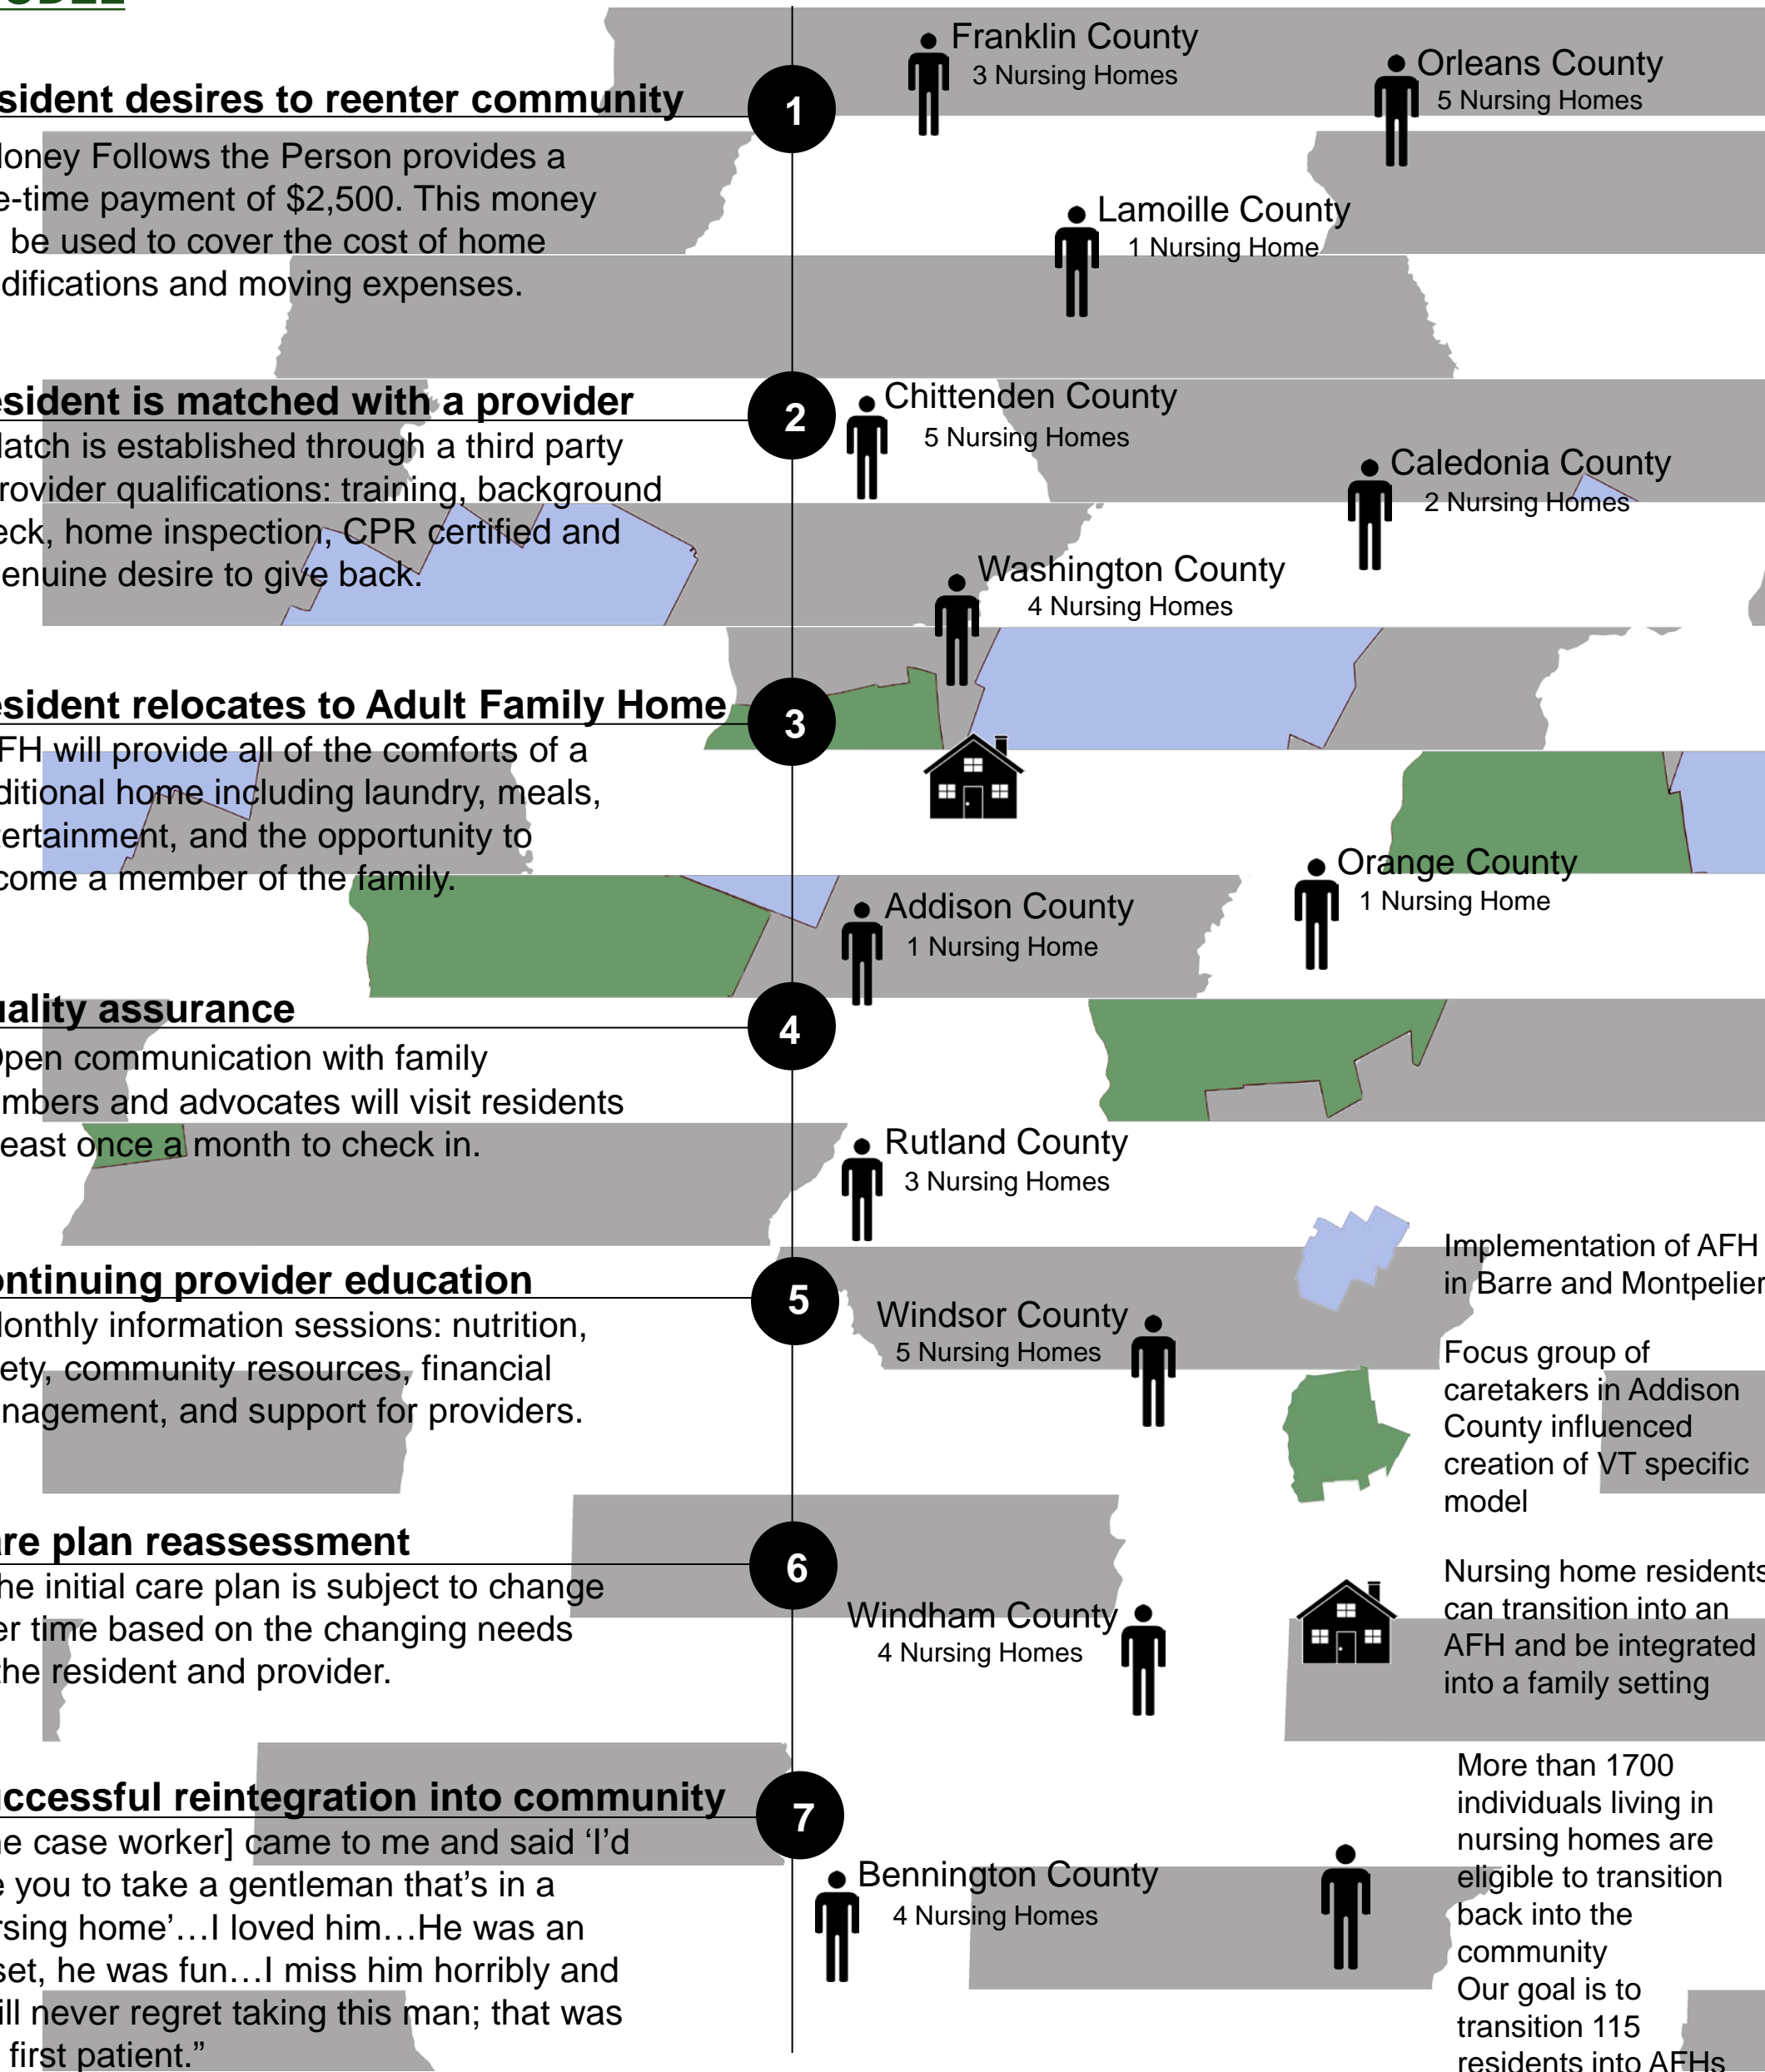 ODEL
sident desires to reenter community
oney Follows the Person provides a
e-time payment of $2,500. This money
be used to cover the cost of home
difications and moving expenses.
esident is matched with a provider
atch is established through a third party
rovider qualifications: training, background
eck, home inspection, CPR certified and
enuine desire to give back.
esident relocates to Adult Family Home
FH will provide all of the comforts of a
ditional home including laundry, meals,
tertainment, and the opportunity to
come a member of the family.
uality assurance
pen communication with family
mbers and advocates will visit residents
east once a month to check in.
ontinuing provider education
onthly information sessions: nutrition,
ety, community resources, financial
nagement, and support for providers.
are plan reassessment
he initial care plan is subject to change
er time based on the changing needs
the resident and provider.
uccessful reintegration into community
e case worker] came to me and said ‘I’d
e you to take a gentleman that’s in a
rsing home’…I loved him…He was an
set, he was fun…I miss him horribly and
ill never regret taking this man; that was
first patient.”
1
2
3
4
5
6
7
Franklin County
3 Nursing Homes
Orleans County
5 Nursing Homes
Lamoille County
1 Nursing Home
Chittenden County
5 Nursing Homes
Caledonia County
2 Nursing Homes
Washington County
4 Nursing Homes
Orange County
1 Nursing Home
Addison County
1 Nursing Home
Rutland County
3 Nursing Homes
Windsor County
5 Nursing Homes
Windham County
4 Nursing Homes
Bennington County
4 Nursing Homes
Implementation of AFH
in Barre and Montpelier
Focus group of
caretakers in Addison
County influenced
creation of VT specific
model
Nursing home residents
can transition into an
AFH and be integrated
into a family setting
More than 1700
individuals living in
nursing homes are
eligible to transition
back into the
community
Our goal is to
transition 115
residents into AFHs